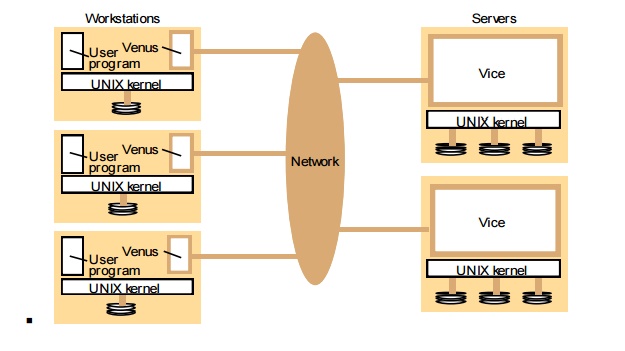 Workstations
Servers
User Venus
program
UNIX kernel
Vice
UNIX kernel
Venus
User
program
UNIX kernel
Network
Vice
UNIX kernel
Venus
User
program
UNIX kernel